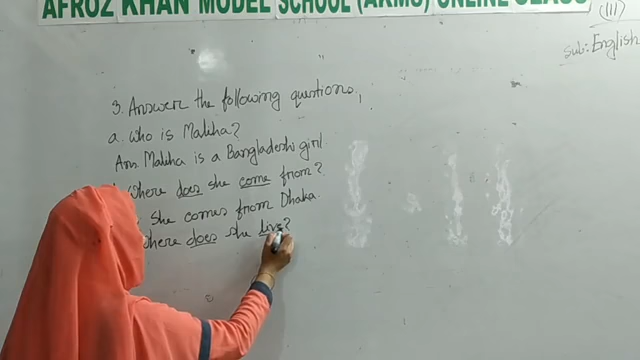 AFROZ KHAN MODEL SCHOOL (AKMS) ONLINE CLASS
(III)
Sub: English
3. Answer the following questions,
a. Who is Maliha?
Ans. Maliha is a Bangladeshi girl
Where does she come from?
She comes from Dhaka.
Where does she live?